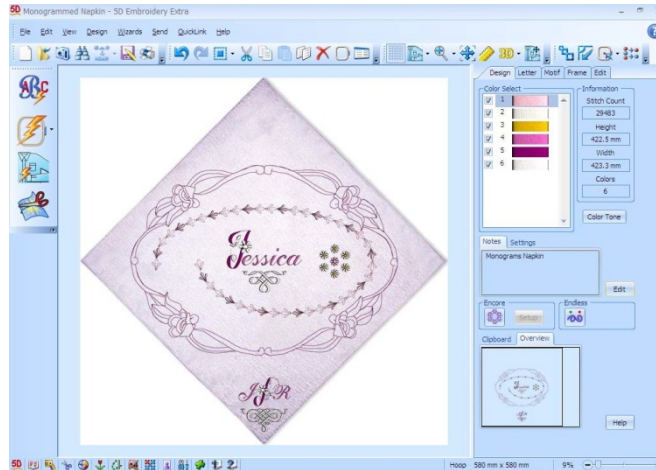 5D Monogrammed Napkin - 5D Embroidery Extra
File Edit View Design Wizards Send QuickLink Help
ABC
3D
Design Letter Motif Frame Edit
Color Select
Information
1
2
3
4
5
6
Stitch Count
29483
Height
422.5 mm
Width
423.3 mm
Colors
6
Color Tone
Notes Settings
Monograms Napkin
Edit
Encore
Setup
Endless
Clipboard Overview
Help
Jessica
J R
5D
Hoop 580 mm x 580 mm 9%